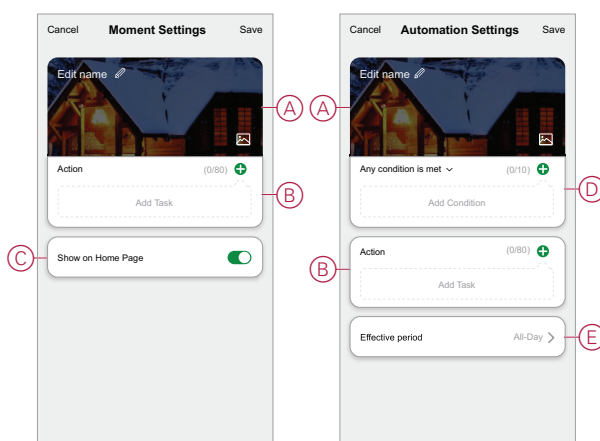 Cancel Moment Settings Save
Edit name
A
Action (0/80)
Add Task
B
C
Show on Home Page
Cancel Automation Settings Save
A
Edit name
Any condition is met (0/10)
D
Add Condition
Action (0/80)
B
Add Task
Effective period All-Day
E